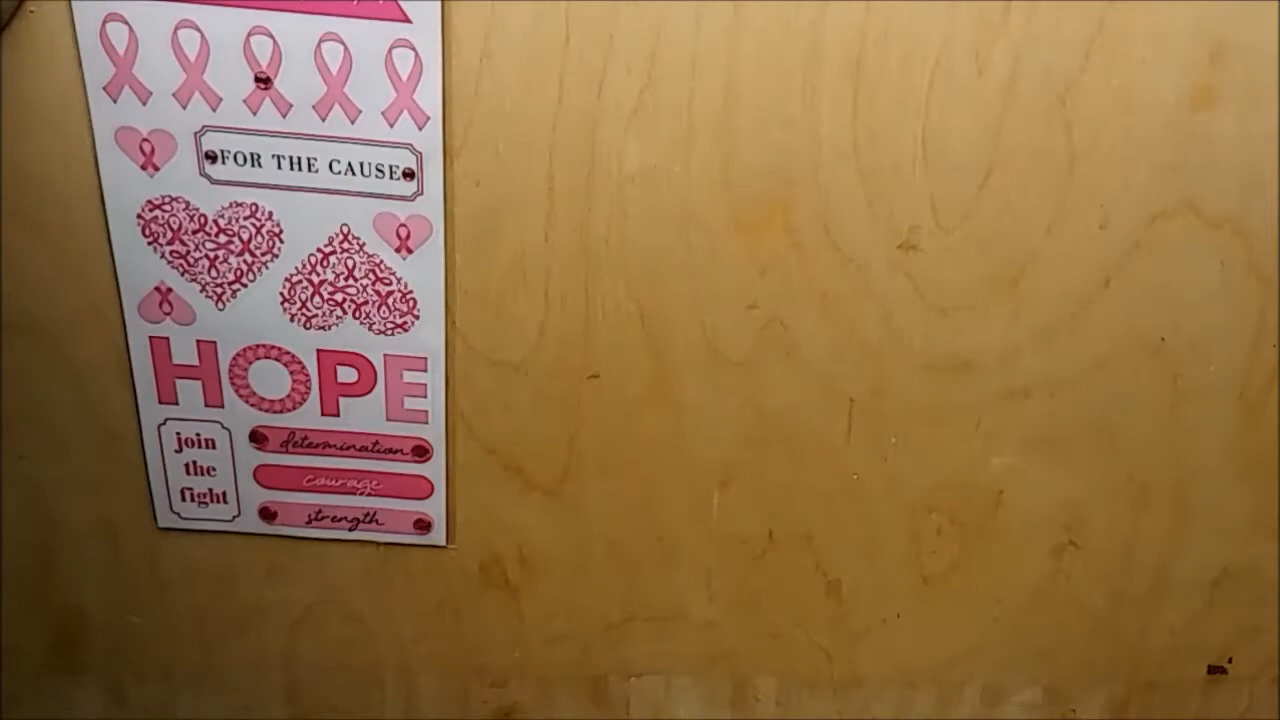 FOR THE CAUSE
HOPE
join
the
fight
determination
courage
strength